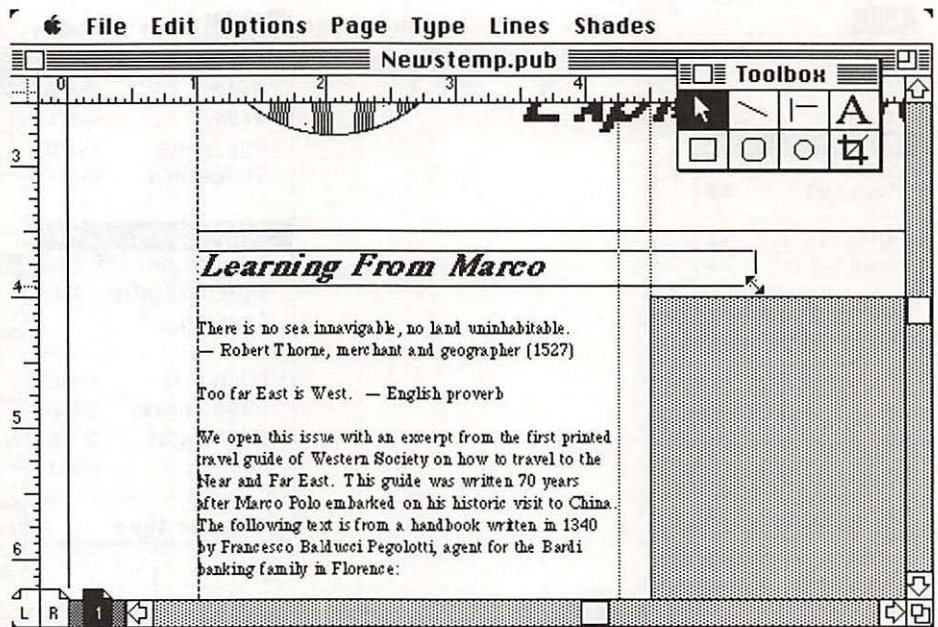 File Edit Options Page Type Lines Shades
Newstemp.pub
Toolbox
0 1 2 3 4
A
3
4
5
6
Learning From Marco
There is no sea innavigable, no land uninhabitable.
— Robert Thorne, merchant and geographer (1527)
Too far East is West. — English proverb
We open this issue with an excerpt from the first printed
travel guide of Western Society on how to travel to the
Near and Far East. This guide was written 70 years
after Marco Polo embarked on his historic visit to China.
The following text is from a handbook written in 1340
by Francesco Balducci Pegolotti, agent for the Bardi
banking family in Florence:
L R 1